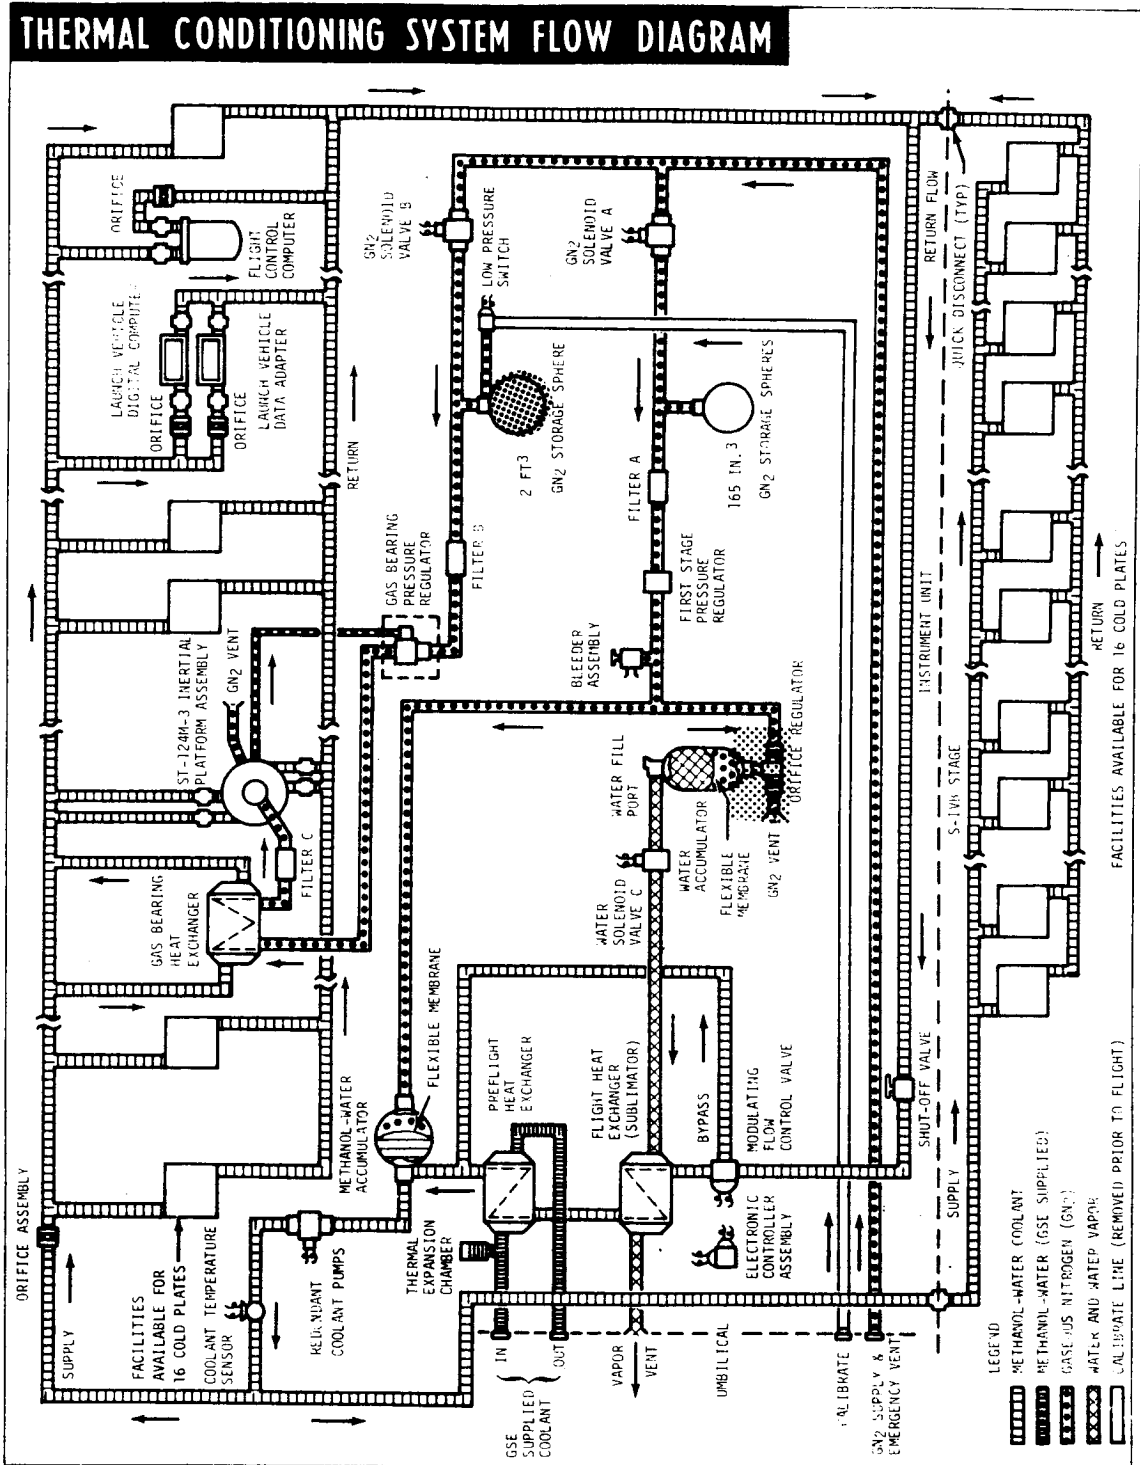 THERMAL CONDITIONING SYSTEM FLOW DIAGRAM
ORIFICE ASSEMBLY
SUPPLY
FACILITIES
AVAILABLE FOR
16 COLD PLATES
COOLANT TEMPERATURE
SENSOR
REDUNDANT
COOLANT PUMPS
METHANOL-WATER
ACCUMULATOR
FLEXIBLE MEMBRANE
GAS BEARING
HEAT
EXCHANGER
FILTER C
ST-124M-3 INERTIAL
PLATFORM ASSEMBLY
GN2 VENT
GAS BEARING
PRESSURE
REGULATOR
RETURN
LAUNCH VEHICLE
DIGITAL COMPUTER
ORIFICE
ORIFICE
LAUNCH VEHICLE
DATA ADAPTER
ORIFICE
FLIGHT
CONTROL
COMPUTER
GN2
SOLENOID
VALVE B
LOW PRESSURE
SWITCH
FILTER B
2 FT3
GN2 STORAGE SPHERE
GN2
SOLENOID
VALVE A
FILTER A
165 IN.3
GN2 STORAGE SPHERES
FIRST STAGE
PRESSURE
REGULATOR
BLEEDER
ASSEMBLY
ORIFICE REGULATOR
WATER FILL
PORT
WATER
ACCUMULATOR
FLEXIBLE
MEMBRANE
GN2 VENT
WATER
SOLENOID
VALVE C
PREFLIGHT
HEAT
EXCHANGER
THERMAL
EXPANSION
CHAMBER
FLIGHT HEAT
EXCHANGER
(SUBLIMATOR)
BYPASS
MODULATING
FLOW
CONTROL VALVE
ELECTRONIC
CONTROLLER
ASSEMBLY
IN
OUT
GSE
SUPPLIED
COOLANT
VAPOR
VENT
UMBILICAL
CALIBRATE
GN2 SUPPLY &
EMERGENCY VENT
SHUT-OFF VALVE
SUPPLY
INSTRUMENT UNIT
S-IVB STAGE
RETURN FLOW
QUICK DISCONNECT (TYP)
RETURN
FACILITIES AVAILABLE FOR 16 COLD PLATES
LEGEND
METHANOL-WATER COOLANT
METHANOL-WATER (GSE SUPPLIED)
GASEOUS NITROGEN (GN2)
WATER AND WATER VAPOR
CALIBRATE LINE (REMOVED PRIOR TO FLIGHT)